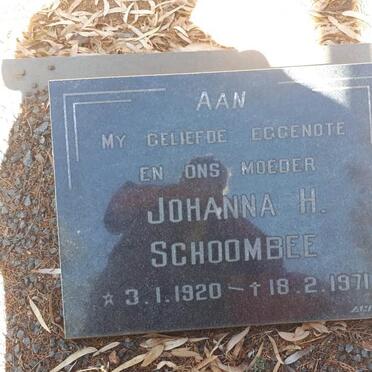 AAN
MY GELIEFDE EGGENOTE
EN ONS MOEDER
JOHANNA H.
SCHOOMBEE
☆ 3.1.1920 — † 18.2.1971